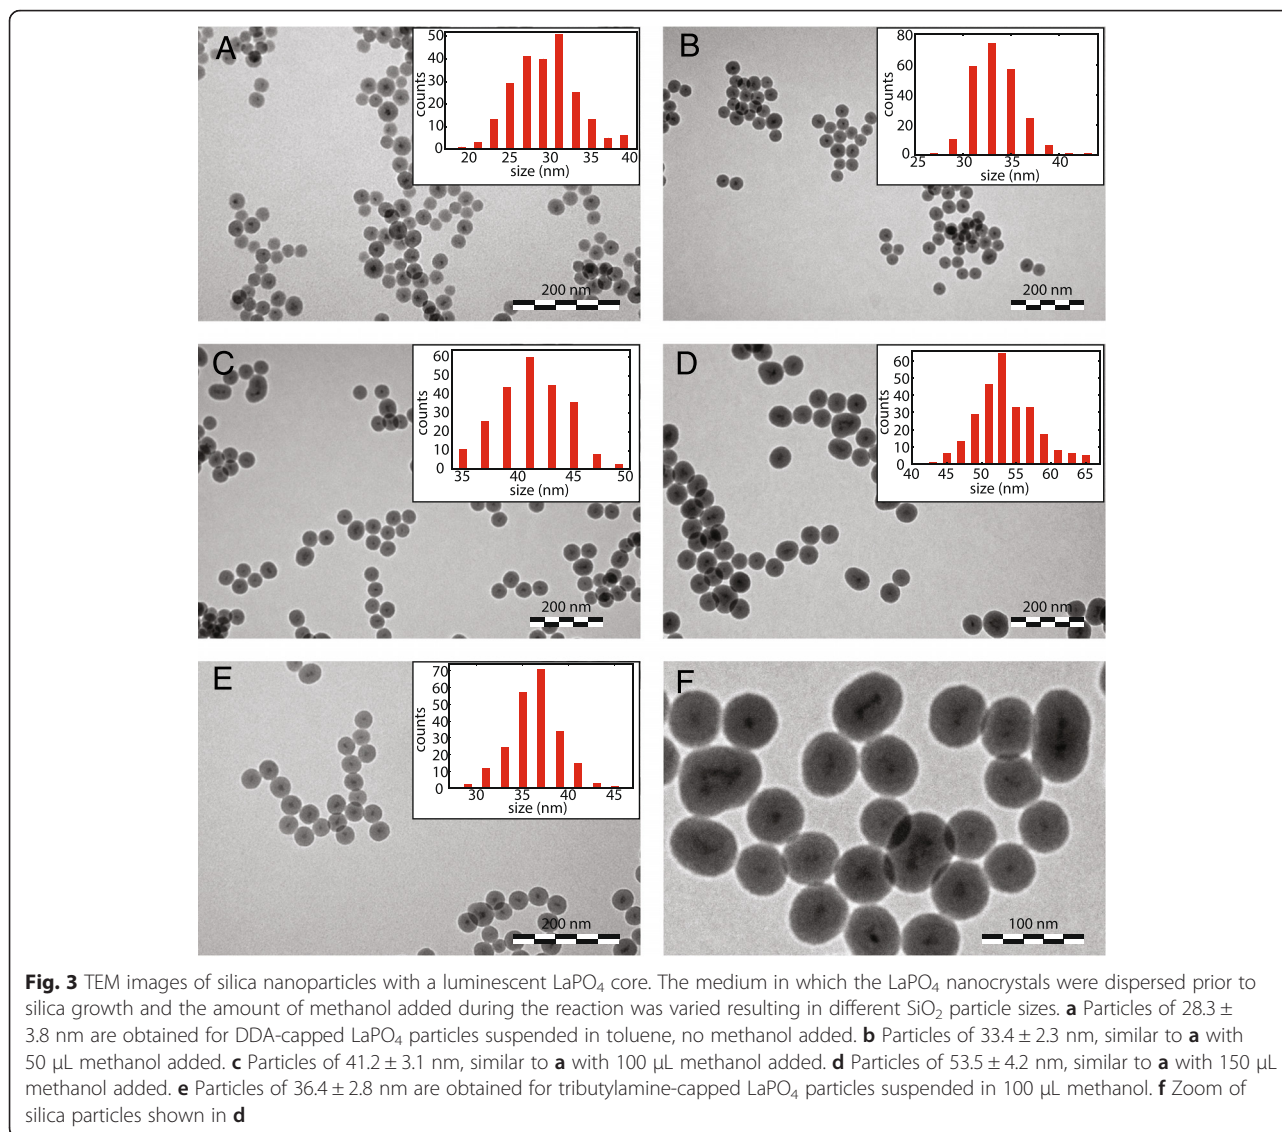 A
50
40
30
20
10
0
counts
20 25 30 35 40
size (nm)
200 nm
B
80
60
40
20
0
counts
25 30 35 40
size (nm)
200 nm
C
60
50
40
30
20
10
0
counts
35 40 45 50
size (nm)
200 nm
D
60
50
40
30
20
10
0
counts
40 45 50 55 60 65
size (nm)
200 nm
E
70
60
50
40
30
20
10
0
counts
30 35 40 45
size (nm)
200 nm
F
100 nm
Fig. 3 TEM images of silica nanoparticles with a luminescent LaPO₄ core. The medium in which the LaPO₄ nanocrystals were dispersed prior to
silica growth and the amount of methanol added during the reaction was varied resulting in different SiO₂ particle sizes. a Particles of 28.3 ±
3.8 nm are obtained for DDA-capped LaPO₄ particles suspended in toluene, no methanol added. b Particles of 33.4 ± 2.3 nm, similar to a with
50 μL methanol added. c Particles of 41.2 ± 3.1 nm, similar to a with 100 μL methanol added. d Particles of 53.5 ± 4.2 nm, similar to a with 150 μL
methanol added. e Particles of 36.4 ± 2.8 nm are obtained for tributylamine-capped LaPO₄ particles suspended in 100 μL methanol. f Zoom of
silica particles shown in d